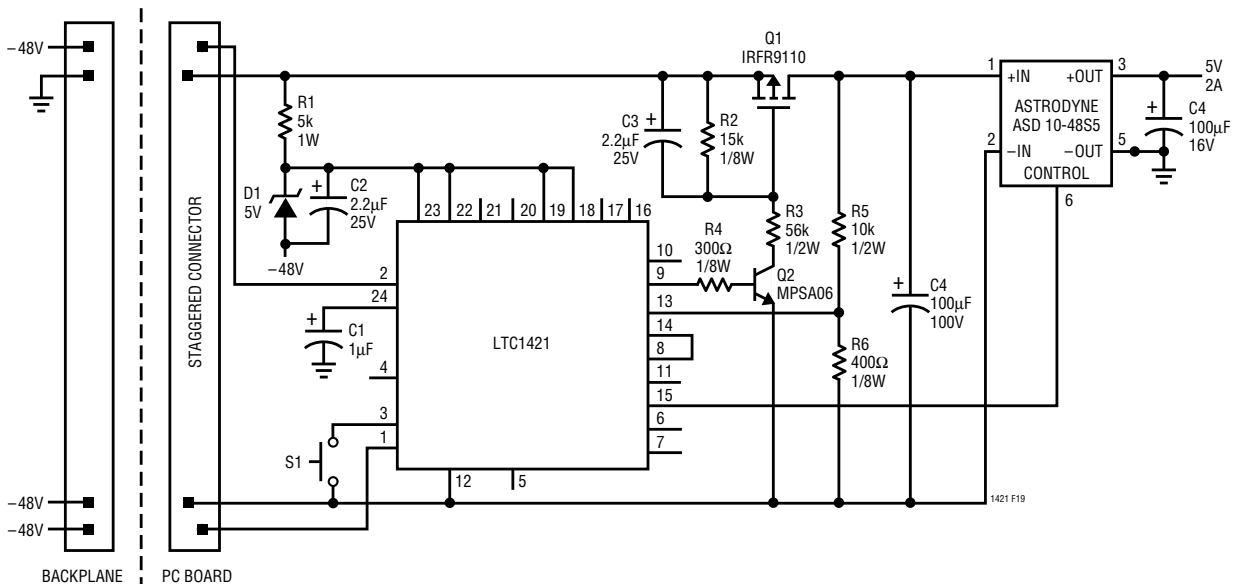 −48V
−48V
−48V
BACKPLANE
STAGGERED CONNECTOR
PC BOARD
R1
5k
1W
D1
5V
+
C2
2.2µF
25V
−48V
+
C1
1µF
S1
23
22
21
20
19
18
17
16
2
24
4
3
1
12
5
10
9
13
14
8
11
15
6
7
LTC1421
C3
+
2.2µF
25V
R2
15k
1/8W
Q1
IRFR9110
R3
56k
1/2W
R4
300Ω
1/8W
Q2
MPSA06
R5
10k
1/2W
R6
400Ω
1/8W
+
C4
100µF
100V
1
+IN
+OUT
3
ASTRODYNE
ASD 10-48S5
2
−IN
−OUT
5
CONTROL
6
5V
2A
+
C4
100µF
16V
1421 F19